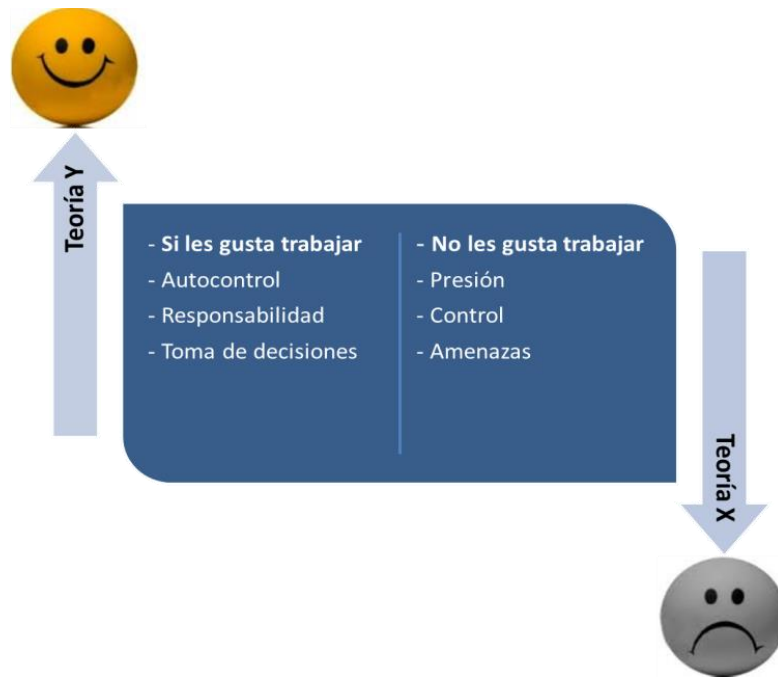 Teoría Y
- Si les gusta trabajar
- Autocontrol
- Responsabilidad
- Toma de decisiones
- No les gusta trabajar
- Presión
- Control
- Amenazas
Teoría X